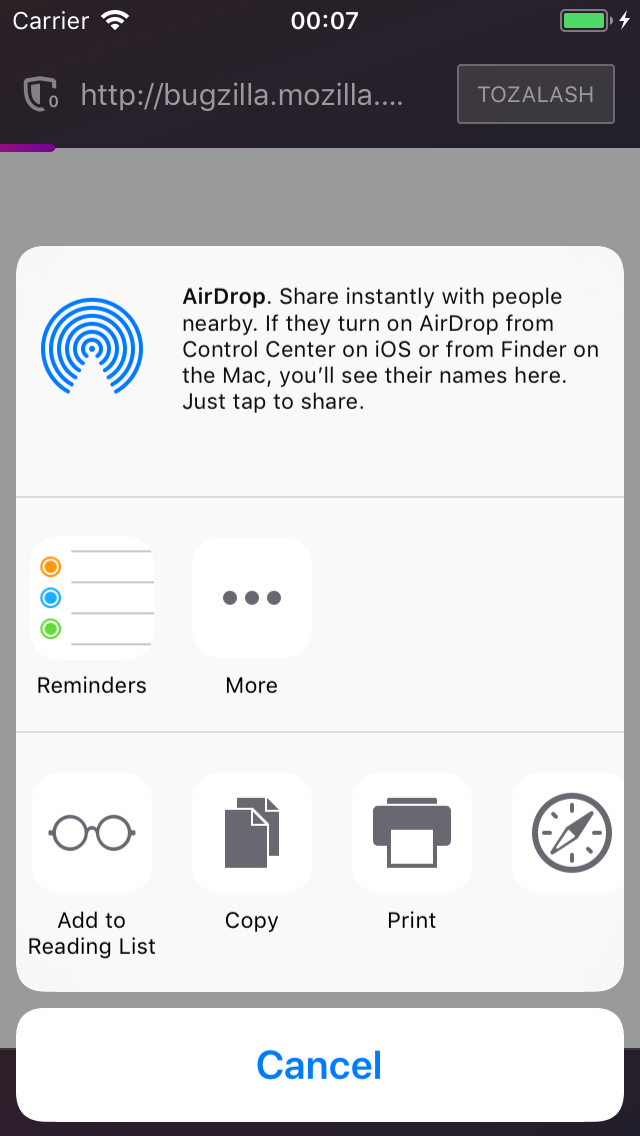 Carrier
00:07
0
http://bugzilla.mozilla....
TOZALASH
AirDrop. Share instantly with people
nearby. If they turn on AirDrop from
Control Center on iOS or from Finder on
the Mac, you’ll see their names here.
Just tap to share.
Reminders
More
Add to
Reading List
Copy
Print
Cancel